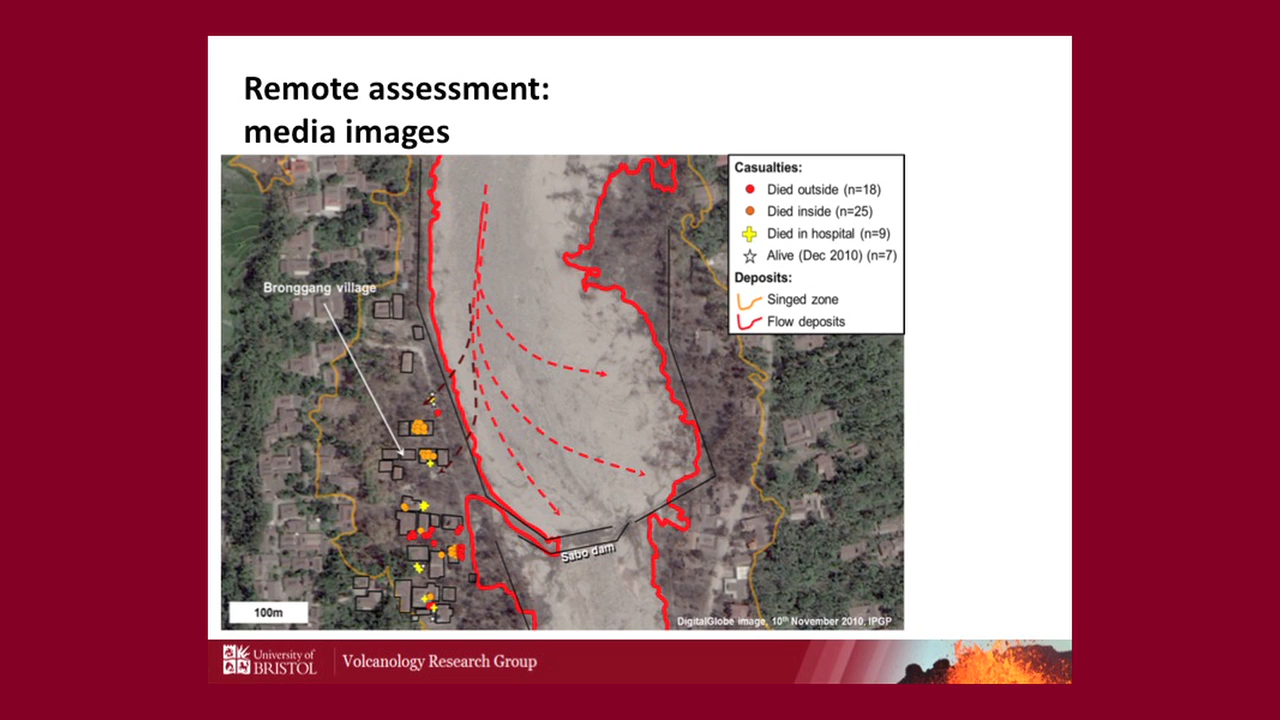 Remote assessment:
media images
Casualties:
Died outside (n=18)
Died inside (n=25)
Died in hospital (n=9)
Alive (Dec 2010) (n=7)
Deposits:
Singed zone
Flow deposits
Bronggang village
Sabo dam
100m
DigitalGlobe image, 10th November 2010, IPGP
University of
BRISTOL
Volcanology Research Group